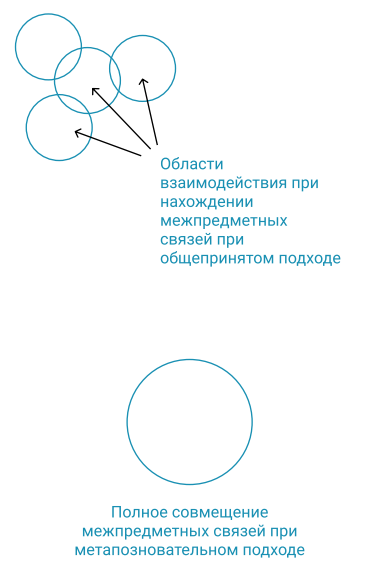 Области
взаимодействия при
нахождении
межпредметных
связей при
общепринятом подходе
Полное совмещение
межпредметных связей при
метапозновательном подходе